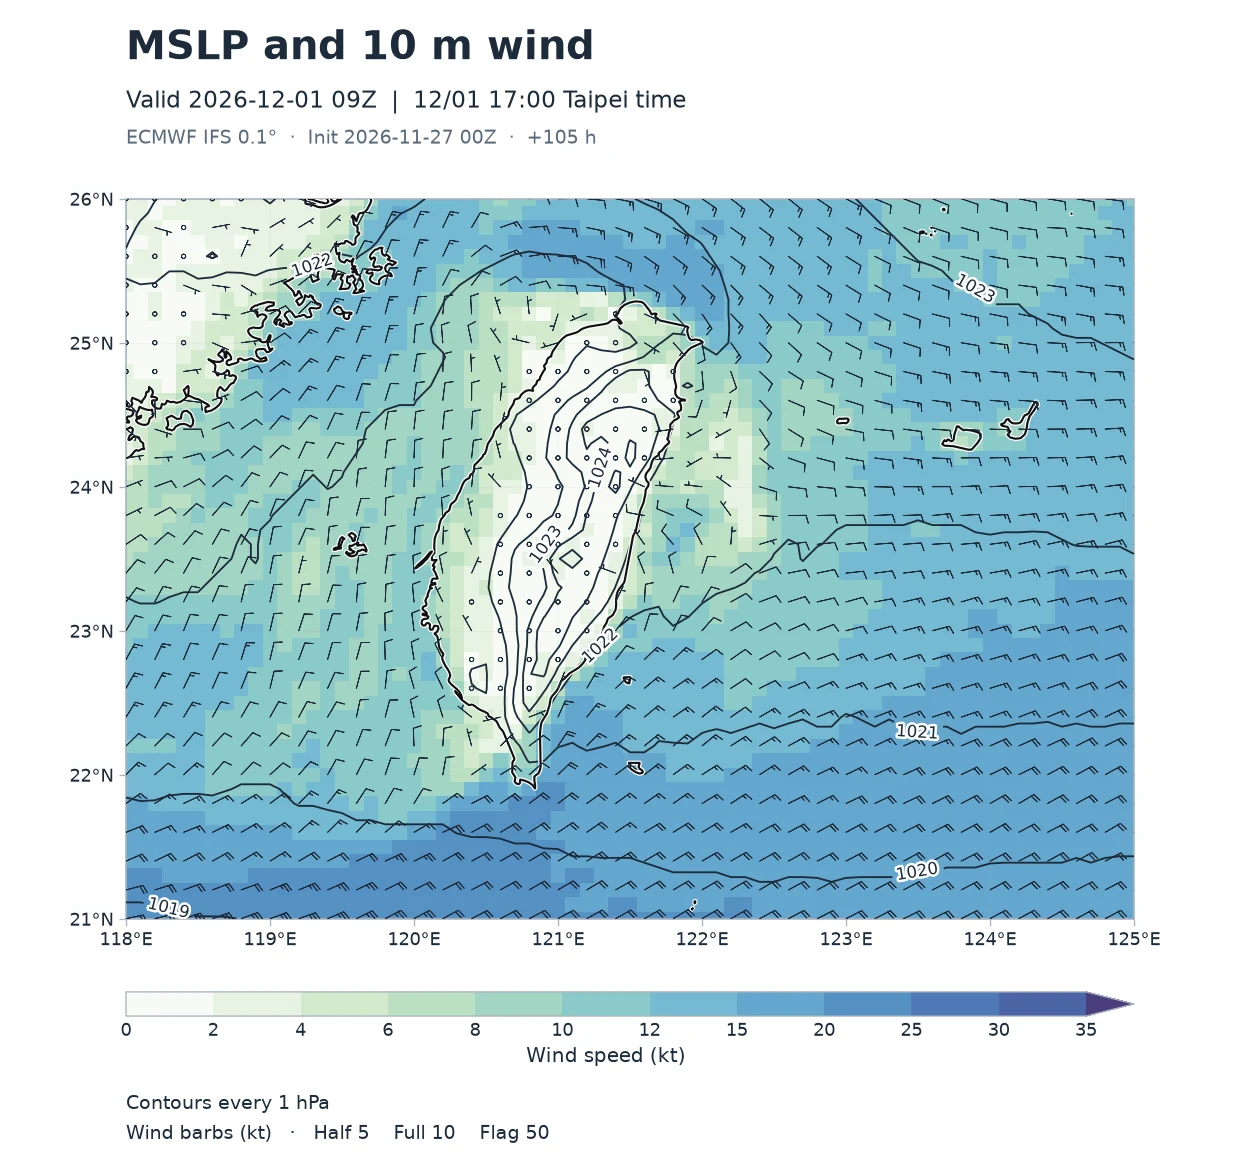 MSLP and 10 m wind
Valid 2026-12-01 09Z | 12/01 17:00 Taipei time
ECMWF IFS 0.1° · Init 2026-11-27 00Z · +105 h
26°N
25°N
24°N
23°N
22°N
21°N
1022
1023
1024
1023
1022
1021
1020
1019
118°E 119°E 120°E 121°E 122°E 123°E 124°E 125°E
0 2 4 6 8 10 12 15 20 25 30 35
Wind speed (kt)
Contours every 1 hPa
Wind barbs (kt) · Half 5 Full 10 Flag 50